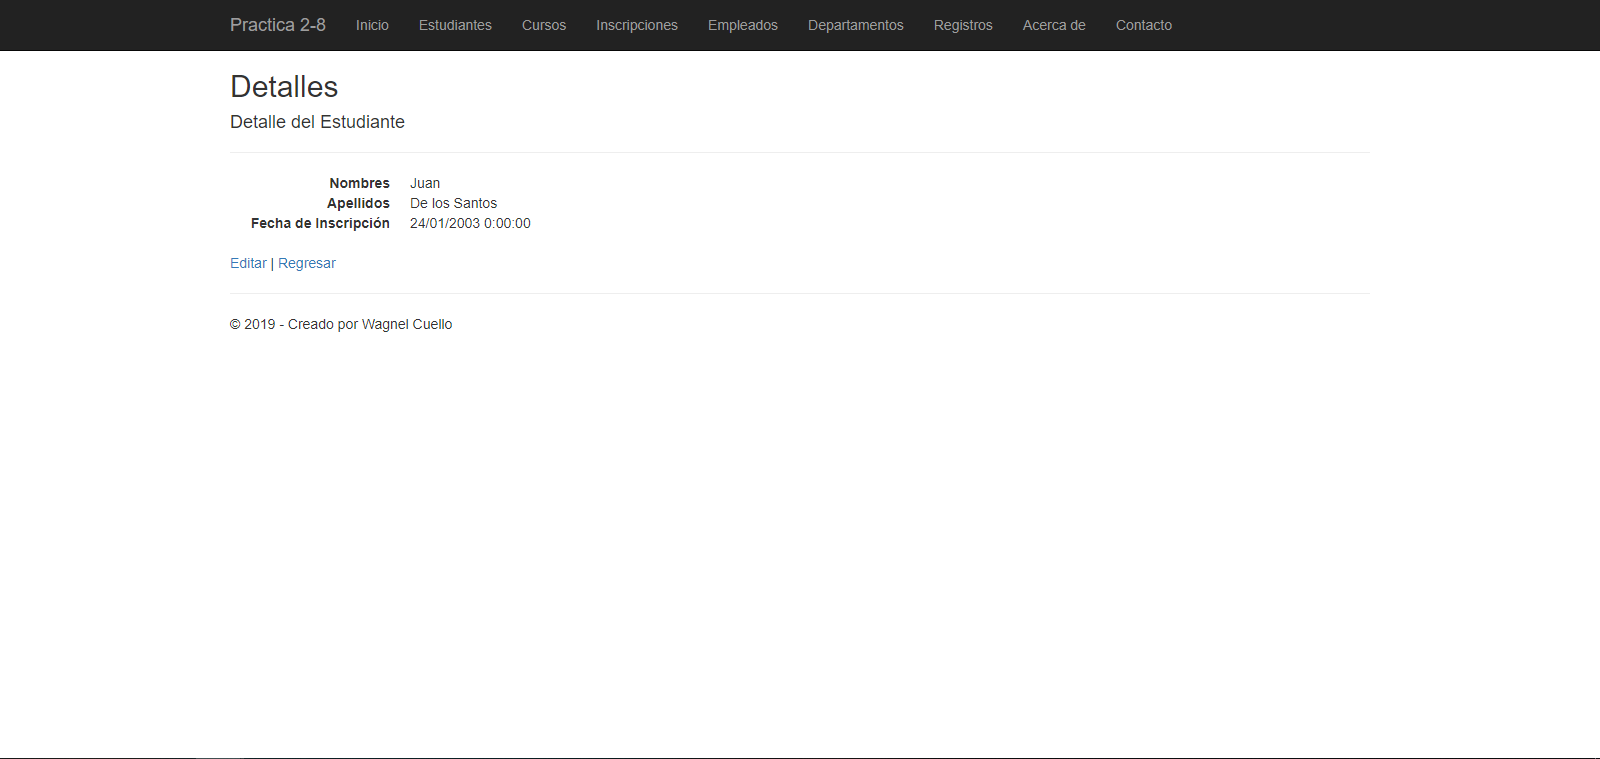 Practica 2-8 Inicio Estudiantes Cursos Inscripciones Empleados Departamentos Registros Acerca de Contacto
Detalles
Detalle del Estudiante
Nombres Juan
Apellidos De los Santos
Fecha de Inscripción 24/01/2003 0:00:00
Editar | Regresar
© 2019 - Creado por Wagnel Cuello